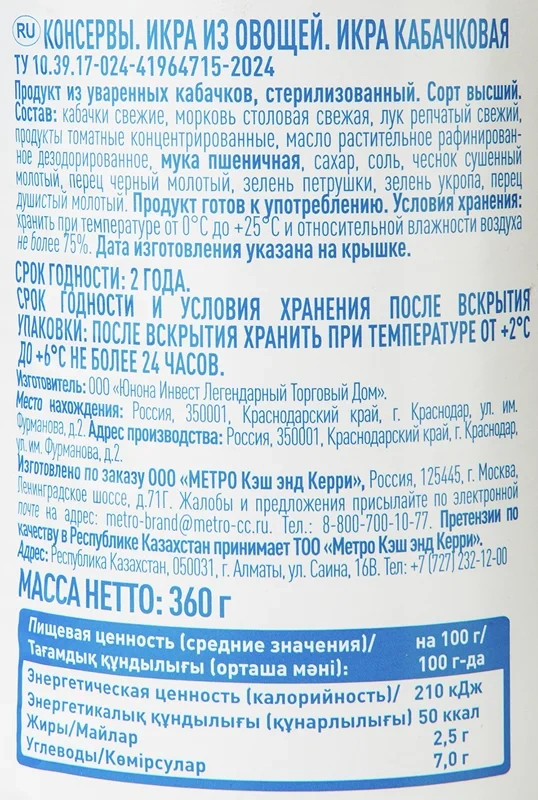 RU КОНСЕРВЫ. ИКРА ИЗ ОВОЩЕЙ. ИКРА КАБАЧКОВАЯ
ТУ 10.39.17-024-41964715-2024
Продукт из уваренных кабачков, стерилизованный. Сорт высший.
Состав: кабачки свежие, морковь столовая свежая, лук репчатый свежий,
продукты томатные концентрированные, масло растительное рафинирован-
ное дезодорированное, мука пшеничная, сахар, соль, чеснок сушенный
молотый, перец черный молотый, зелень петрушки, зелень укропа, перец
душистый молотый. Продукт готов к употреблению. Условия хранения:
хранить при температуре от 0°С до +25°С и относительной влажности воздуха
не более 75%. Дата изготовления указана на крышке.
СРОК ГОДНОСТИ: 2 ГОДА.
СРОК ГОДНОСТИ И УСЛОВИЯ ХРАНЕНИЯ ПОСЛЕ ВСКРЫТИЯ
УПАКОВКИ: ПОСЛЕ ВСКРЫТИЯ ХРАНИТЬ ПРИ ТЕМПЕРАТУРЕ ОТ +2°С
ДО +6°С НЕ БОЛЕЕ 24 ЧАСОВ.
Изготовитель: ООО «Юнона Инвест Легендарный Торговый Дом».
Место нахождения: Россия, 350001, Краснодарский край, г. Краснодар, ул. им.
Фурманова, д.2. Адрес производства: Россия, 350001, Краснодарский край, г. Краснодар,
ул. им. Фурманова, д.2.
Изготовлено по заказу ООО «МЕТРО Кэш энд Керри», Россия, 125445, г. Москва,
Ленинградское шоссе, д.71Г. Жалобы и предложения присылайте по электронной
почте на адрес: metro-brand@metro-cc.ru. Тел.: 8-800-700-10-77. Претензии по
качеству в Республике Казахстан принимает ТОО «Метро Кэш энд Керри».
Адрес: Республика Казахстан, 050031, г. Алматы, ул. Саина, 16В. Тел: +7 (727) 232-12-00
МАССА НЕТТО: 360 г
Пищевая ценность (средние значения)/ на 100 г/
Тағамдық құндылығы (орташа мәні): 100 г-да
Энергетическая ценность (калорийность)/ 210 кДж
Энергетикалық құндылығы (құнарлылығы) 50 ккал
Жиры/Майлар 2,5 г
Углеводы/Көмірсулар 7,0 г